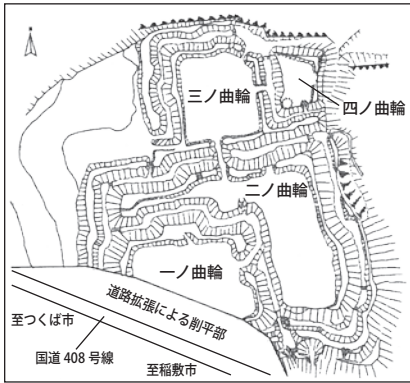 三ノ曲輪
四ノ曲輪
二ノ曲輪
一ノ曲輪
道路拡張による削平部
至つくば市
国道408号線
至稲敷市